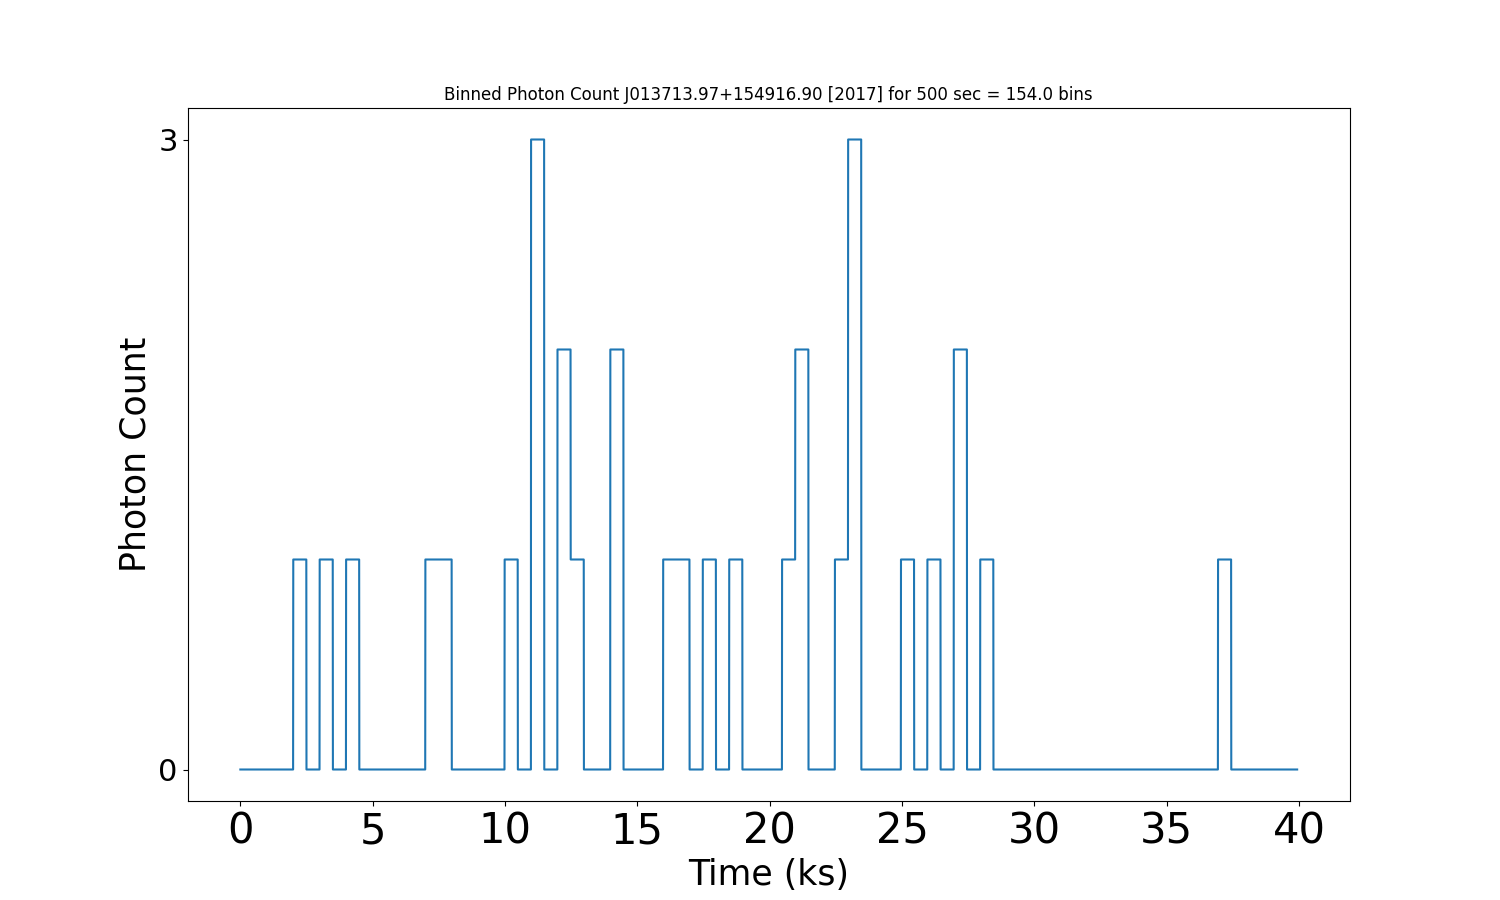 Binned Photon Count J013713.97+154916.90 [2017] for 500 sec = 154.0 bins
3
Photon Count
0
0 5 10 15 20 25 30 35 40
Time (ks)